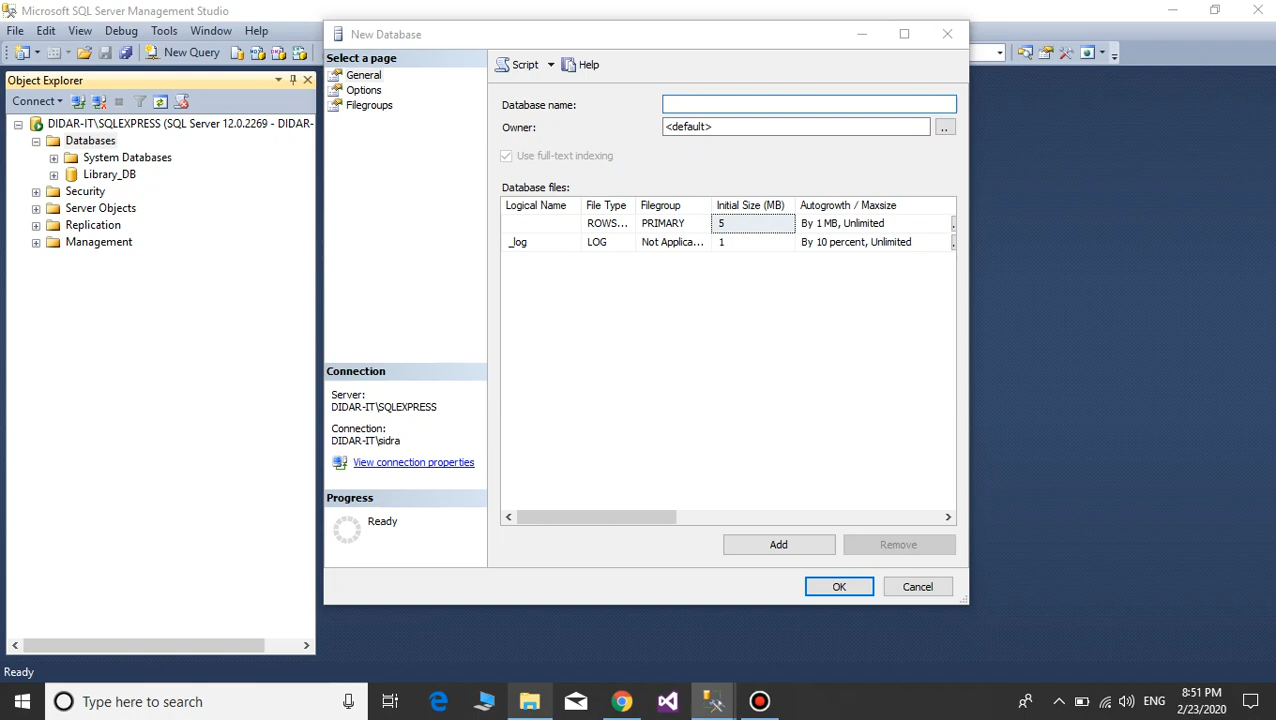 Microsoft SQL Server Management Studio
File Edit View Debug Tools Window Help
New Query
Object Explorer
Connect
DIDAR-IT\SQLEXPRESS (SQL Server 12.0.2269 - DIDAR-
Databases
System Databases
Library_DB
Security
Server Objects
Replication
Management
New Database
Select a page
General
Options
Filegroups
Connection
Server:
DIDAR-IT\SQLEXPRESS
Connection:
DIDAR-IT\sidra
View connection properties
Progress
Ready
Script Help
Database name:
Owner: <default> ..
Use full-text indexing
Database files:
Logical Name File Type Filegroup Initial Size (MB) Autogrowth / Maxsize
ROWS... PRIMARY 5 By 1 MB, Unlimited
_log LOG Not Applica... 1 By 10 percent, Unlimited
Add Remove
OK Cancel
Ready
Type here to search
ENG
8:51 PM
2/23/2020